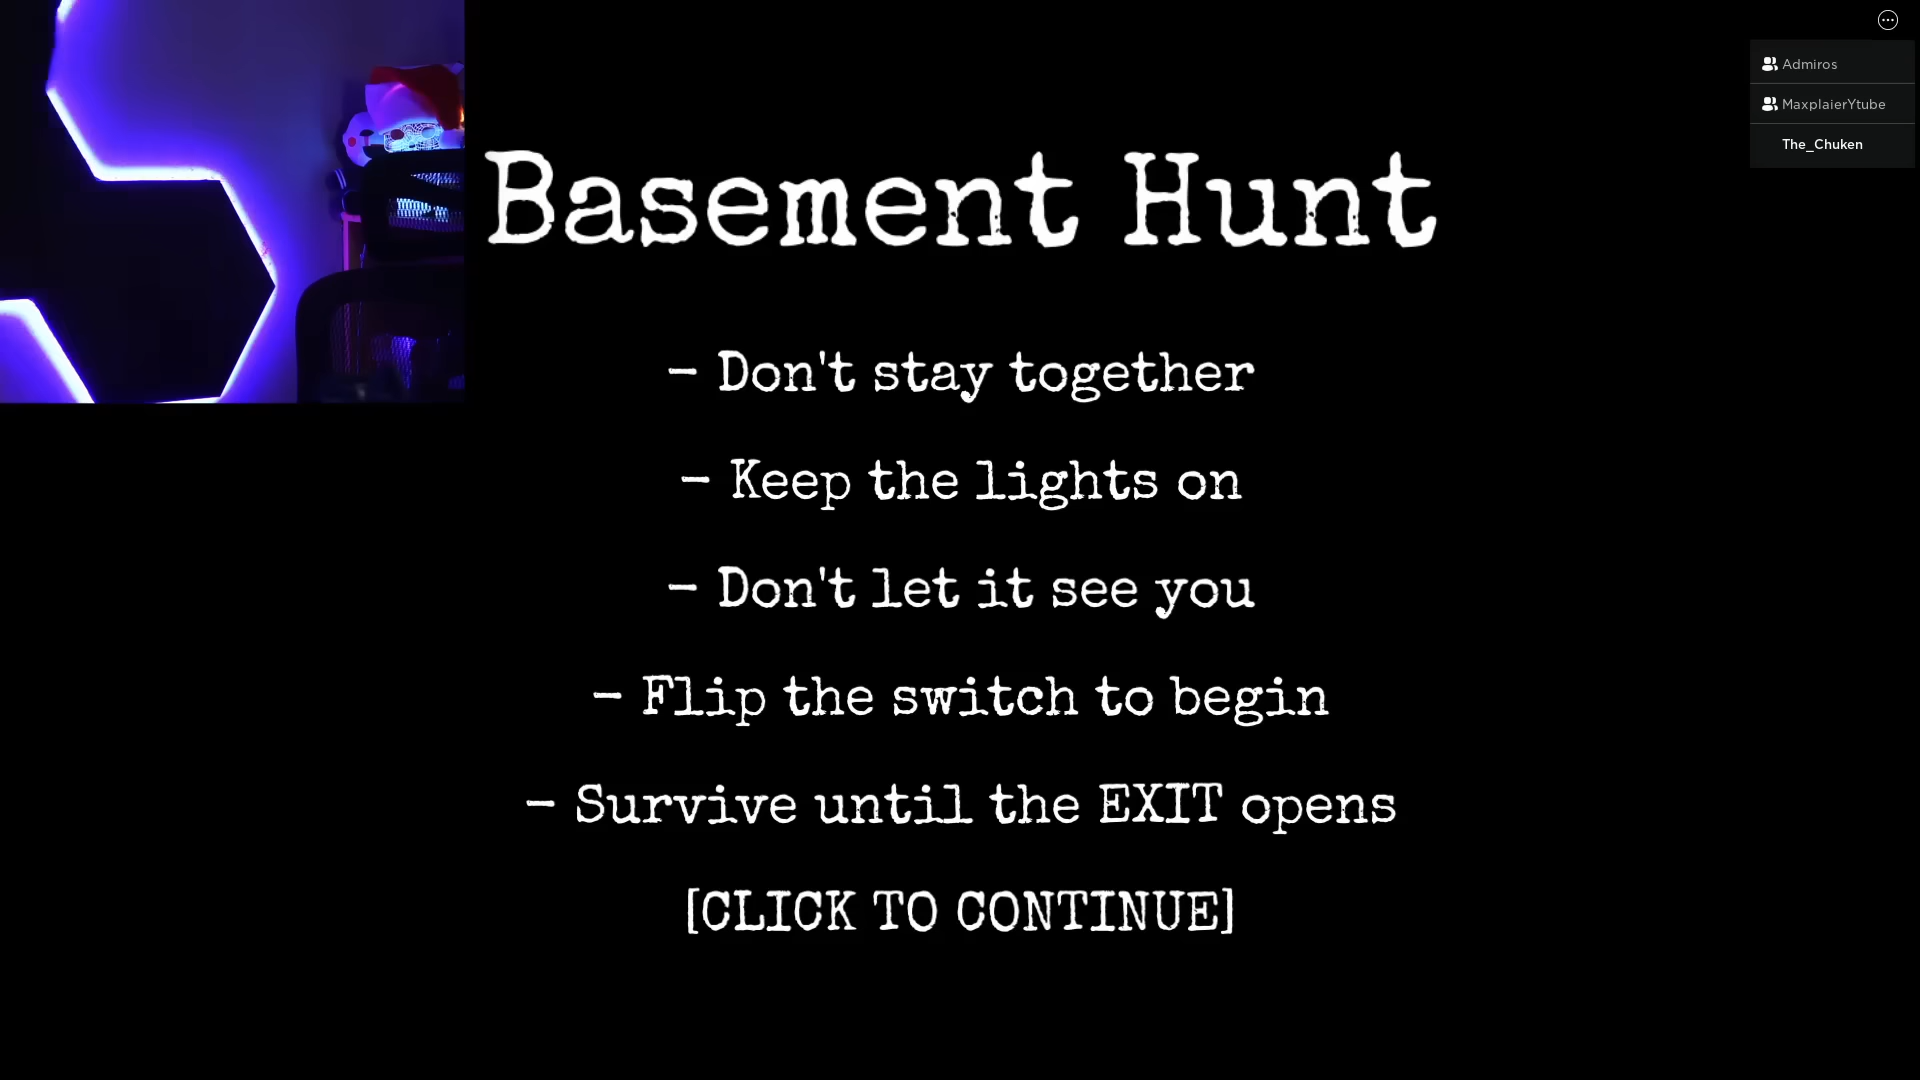 Admiros
MaxplaierYtube
The_Chuken
Basement Hunt
- Don't stay together
- Keep the lights on
- Don't let it see you
- Flip the switch to begin
- Survive until the EXIT opens
[CLICK TO CONTINUE]